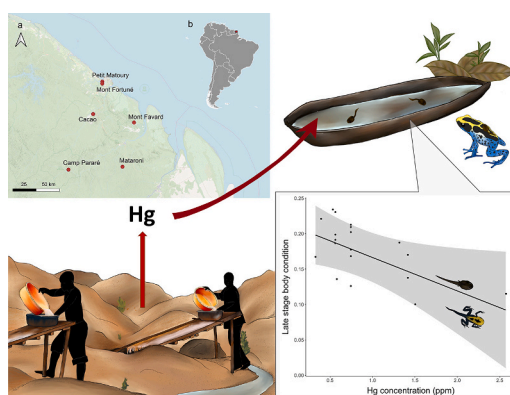 a
b
Petit Matoury
Mont Fortuné
Cacao
Mont Favard
Camp Pararé
Mataroni
25 50 km
Hg
Late stage body condition
0.25
0.20
0.15
0.10
0.05
0.00
0.5
1.0
1.5
2.0
2.5
Hg concentration (ppm)